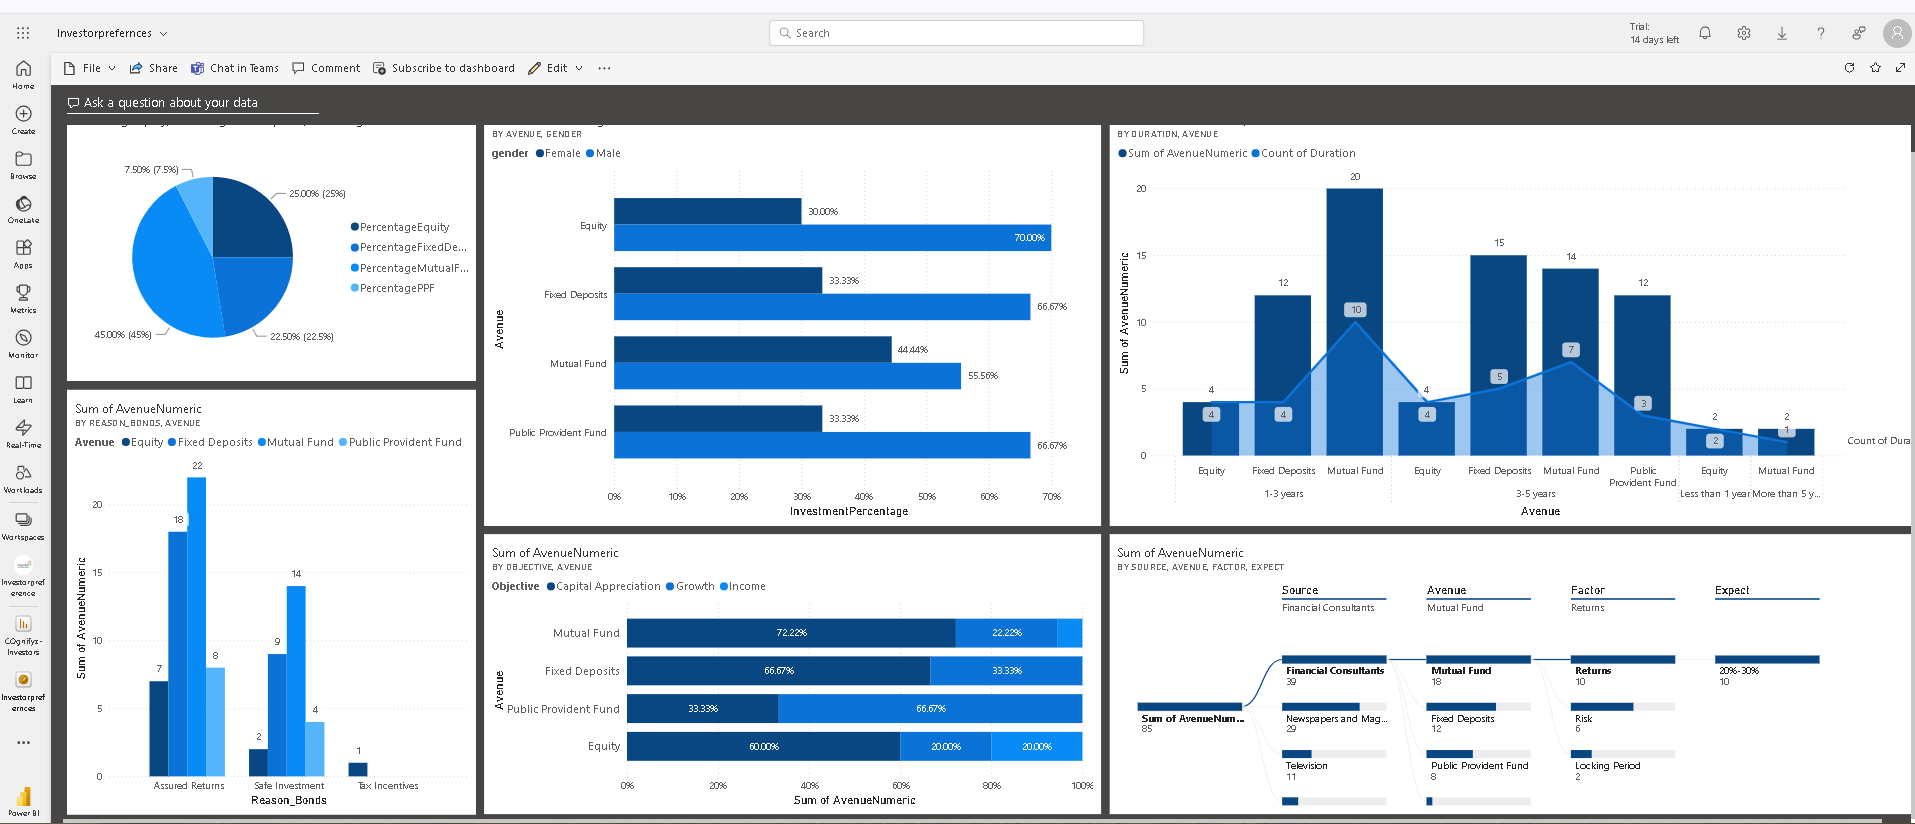 Investorprefernces
Search
Trial:
14 days left
File
Share
Chat in Teams
Comment
Subscribe to dashboard
Edit
Home
Create
Browse
OneLake
Apps
Metrics
Monitor
Learn
Real-Time
Workloads
Workspaces
Investorpref
erence
COgnifyz-
Investors
Investorpref
ernces
Power BI
Ask a question about your data
7.50% (7.5%)
25.00% (25%)
45.00% (45%)
22.50% (22.5%)
PercentageEquity
PercentageFixedDe...
PercentageMutualF...
PercentagePPF
BY AVENUE, GENDER
gender Female Male
Avenue
Equity
30.00%
70.00%
Fixed Deposits
33.33%
66.67%
Mutual Fund
44.44%
55.56%
Public Provident Fund
33.33%
66.67%
0% 10% 20% 30% 40% 50% 60% 70%
InvestmentPercentage
BY DURATION, AVENUE
Sum of AvenueNumeric Count of Duration
Sum of AvenueNumeric
20
15
10
5
0
4 12 20 4 15 14 12 2 2
4 4 10 4 5 7 3 2 1
Equity Fixed Deposits Mutual Fund Equity Fixed Deposits Mutual Fund Public Provident Fund Equity Mutual Fund
1-3 years 3-5 years Less than 1 year More than 5 y...
Avenue
Count of Dura
Sum of AvenueNumeric
BY REASON_BONDS, AVENUE
Avenue Equity Fixed Deposits Mutual Fund Public Provident Fund
Sum of AvenueNumeric
20
15
10
5
0
7 18 22 8
2 9 14 4
1
Assured Returns Safe Investment Tax Incentives
Reason_Bonds
Sum of AvenueNumeric
BY OBJECTIVE, AVENUE
Objective Capital Appreciation Growth Income
Avenue
Mutual Fund 72.22% 22.22%
Fixed Deposits 66.67% 33.33%
Public Provident Fund 33.33% 66.67%
Equity 60.00% 20.00% 20.00%
0% 20% 40% 60% 80% 100%
Sum of AvenueNumeric
Sum of AvenueNumeric
BY SOURCE, AVENUE, FACTOR, EXPECT
Source Avenue Factor Expect
Financial Consultants Mutual Fund Returns
Sum of AvenueNum...
85
Financial Consultants
39
Newspapers and Mag...
29
Television
11
Mutual Fund
18
Fixed Deposits
12
Public Provident Fund
8
Returns
10
Risk
6
Locking Period
2
20%-30%
10